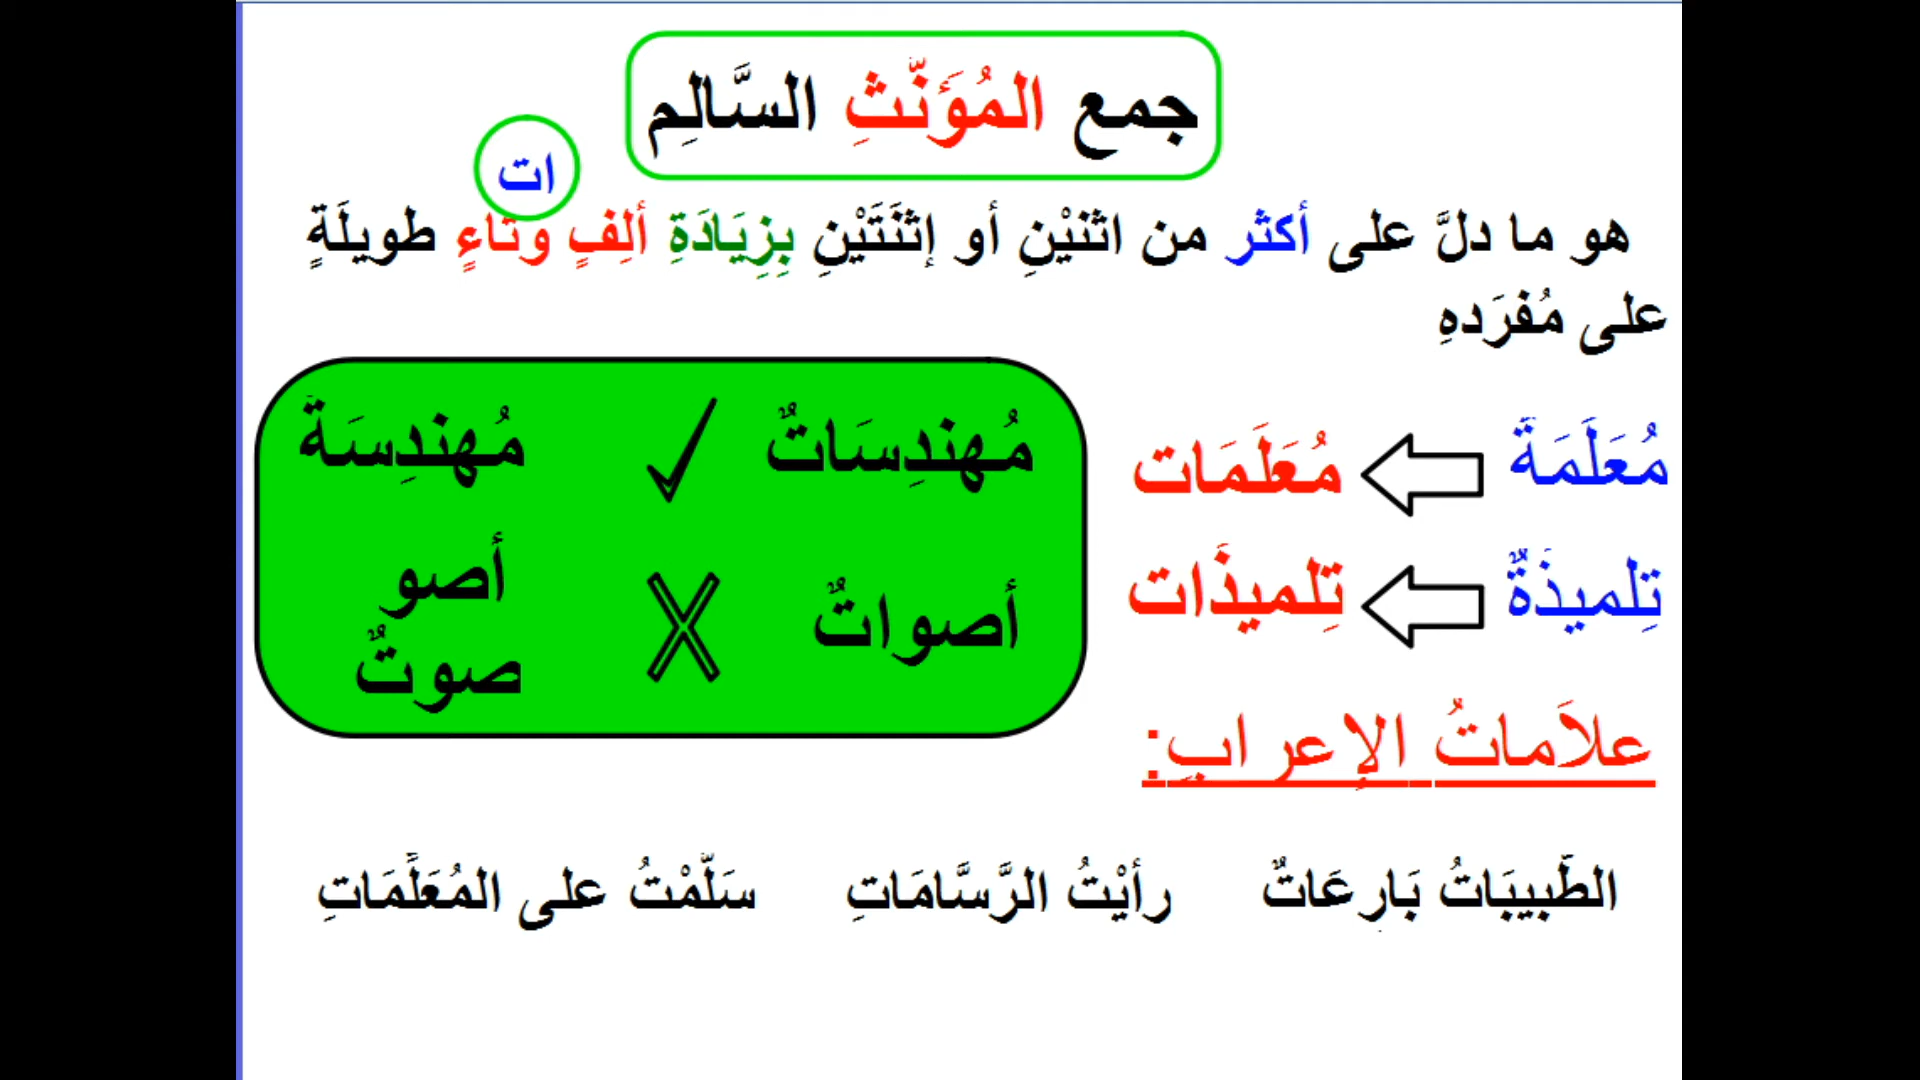 جمع المُؤَنّثِ السَّالِم
ات
هو ما دلَّ على أكثر من اثنيْنِ أو إثنَتَيْنِ بِزِيَادَةِ ألِفٍ وتاءٍ طويلَةٍ
على مُفرَدهِ
مُعَلَمَة مُعَلَمَات
تِلميذَةٌ تِلميذَات
مُهندِسَاتٌ مُهندِسَة
أصواتٌ أصو
صوتٌ
علاَماتُ الإعرابِ:
الطّبيبَاتُ بَارِعَاتٌ رأيْتُ الرَّسَّامَاتِ سَلّمْتُ على المُعَلِّمَاتِ